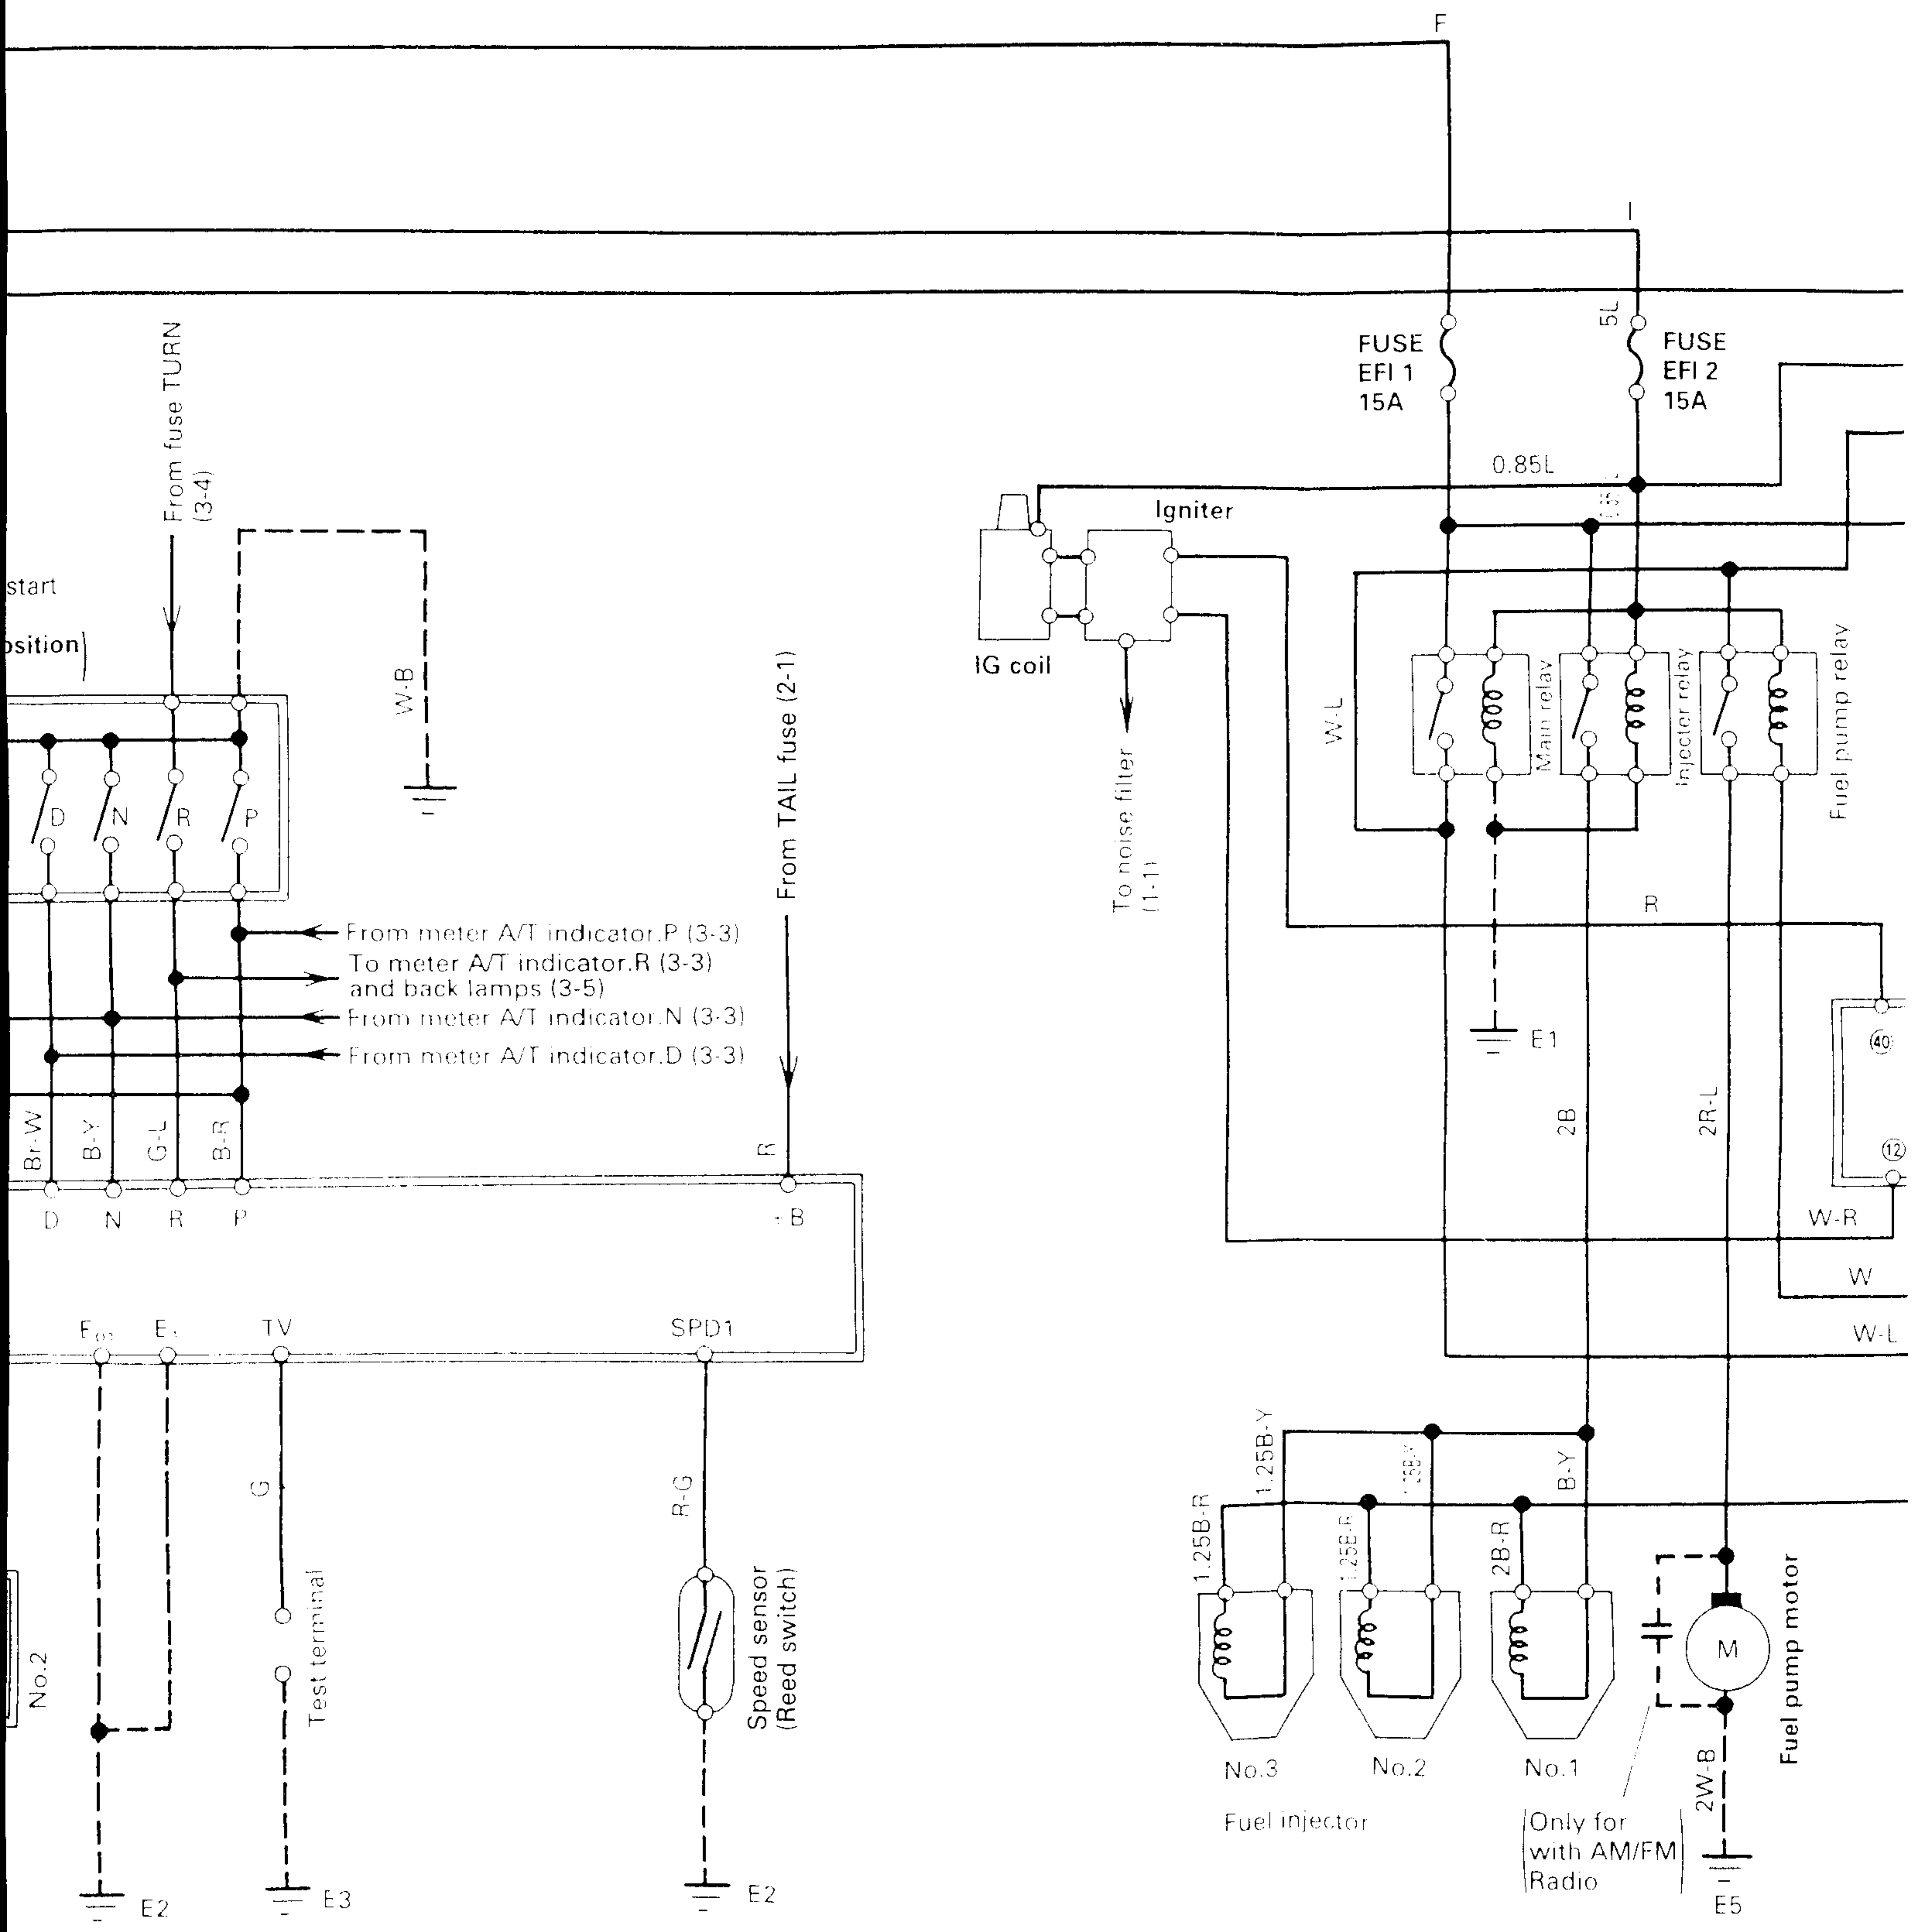 F
I
From fuse TURN
(3-4)
5L
FUSE
EFI 1
15A
FUSE
EFI 2
15A
0.85L
Igniter
start
osition)
IG coil
W-B
W-L
Main relay
Injecter relay
Fuel pump relay
From TAIL fuse (2-1)
To noise filter
(1-1)
D
N
R
P
R
From meter A/T indicator.P (3-3)
To meter A/T indicator.R (3-3)
and back lamps (3-5)
From meter A/T indicator.N (3-3)
From meter A/T indicator.D (3-3)
E1
40
12
Br-W
B-Y
G-L
B-R
R
2B
2R-L
D
N
R
P
B
W-R
W
W-L
TV
SPD1
G
R-G
1.25B-Y
B-Y
1.25B-R
1.25B-R
2B-R
No.2
Test terminal
Speed sensor
(Reed switch)
M
Fuel pump motor
No.3
No.2
No.1
Fuel injector
2W-B
Only for
with AM/FM
Radio
E2
E3
E2
E5